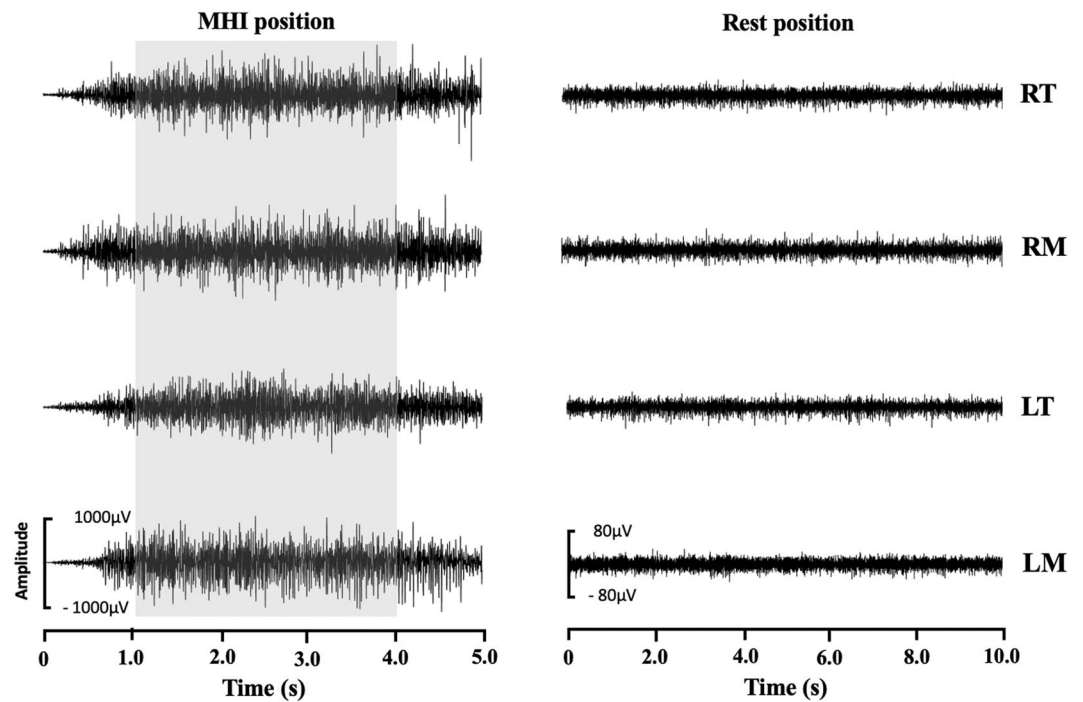 MHI position
Rest position
RT
RM
LT
LM
Amplitude
1000µV
- 1000µV
80µV
- 80µV
0 1.0 2.0 3.0 4.0 5.0
Time (s)
0 2.0 4.0 6.0 8.0 10.0
Time (s)